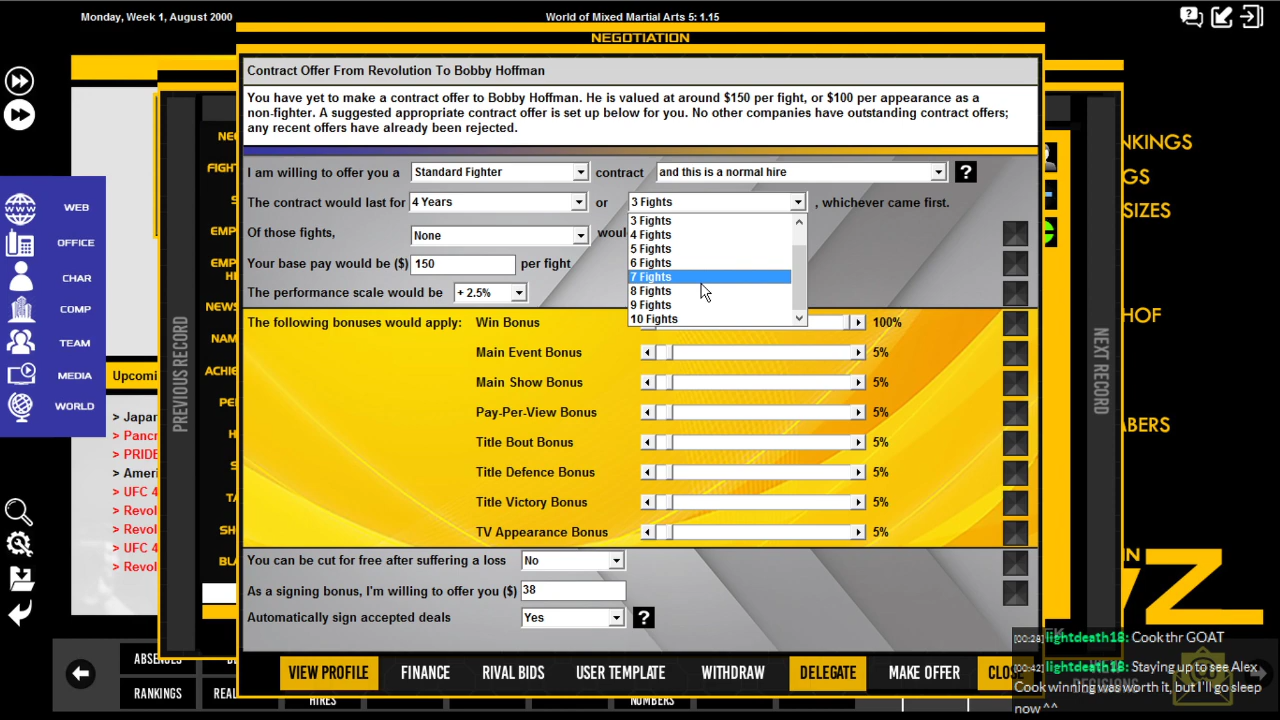 Monday, Week 1, August 2000
World of Mixed Martial Arts 5: 1.15
NEGOTIATION
Contract Offer From Revolution To Bobby Hoffman
You have yet to make a contract offer to Bobby Hoffman. He is valued at around $150 per fight, or $100 per appearance as a
non-fighter. A suggested appropriate contract offer is set up below for you. No other companies have outstanding contract offers;
any recent offers have already been rejected.
I am willing to offer you a Standard Fighter contract and this is a normal hire ?
The contract would last for 4 Years or 3 Fights , whichever came first.
3 Fights
4 Fights
5 Fights
6 Fights
7 Fights
8 Fights
9 Fights
10 Fights
Of those fights, None
Your base pay would be ($) 150 per fight
The performance scale would be + 2.5%
The following bonuses would apply: Win Bonus 100%
Main Event Bonus 5%
Main Show Bonus 5%
Pay-Per-View Bonus 5%
Title Bout Bonus 5%
Title Defence Bonus 5%
Title Victory Bonus 5%
TV Appearance Bonus 5%
You can be cut for free after suffering a loss No
As a signing bonus, I'm willing to offer you ($) 38
Automatically sign accepted deals Yes ?
VIEW PROFILE FINANCE RIVAL BIDS USER TEMPLATE WITHDRAW DELEGATE MAKE OFFER
WEB
OFFICE
CHAR
COMP
TEAM
MEDIA
WORLD
PREVIOUS RECORD
NEXT RECORD
> UFC 4
> UFC 4
RANKINGS
HIRES
NUMBERS
[00:29] lightdeath18: Cook thr GOAT
[00:42] lightdeath18: Staying up to see Alex
Cook winning was worth it, but I'll go sleep
now ^^